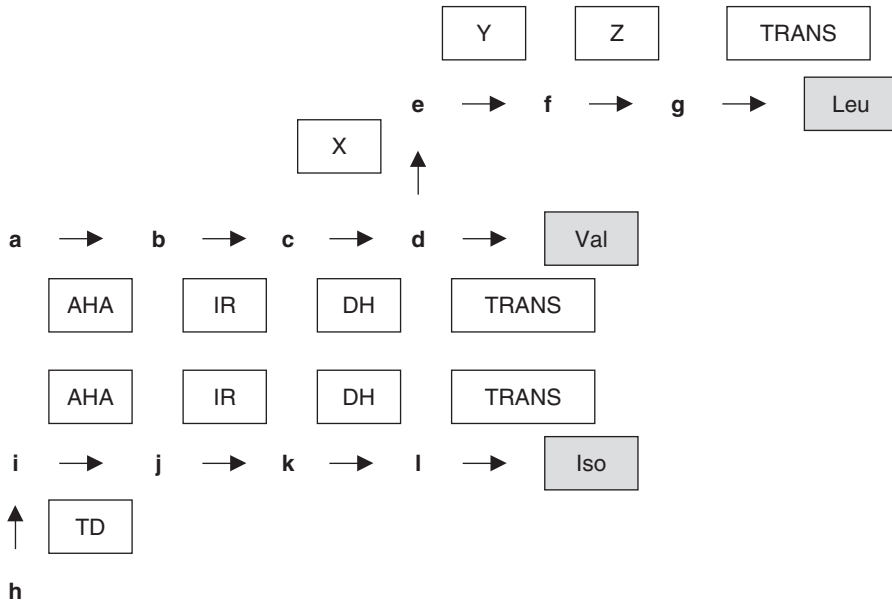 Y Z TRANS
e f g Leu
X
a b c d Val
AHA IR DH TRANS
AHA IR DH TRANS
i j k l Iso
TD
h